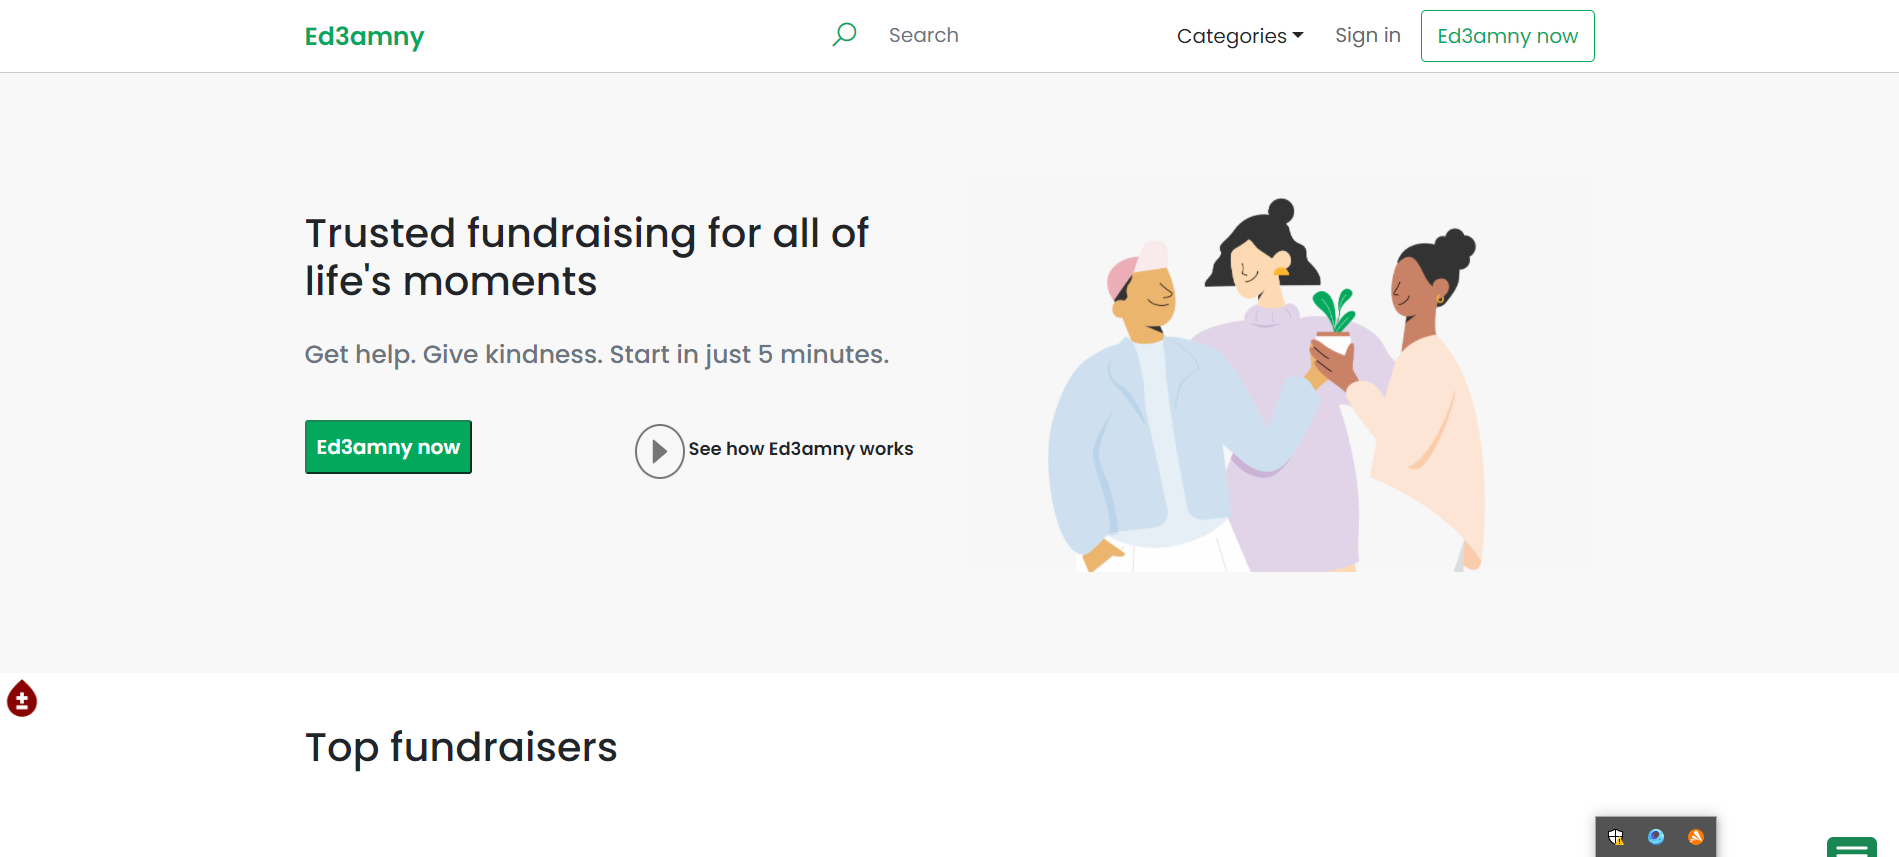 Ed3amny
Search
Categories
Sign in
Ed3amny now
Trusted fundraising for all of
life's moments
Get help. Give kindness. Start in just 5 minutes.
Ed3amny now
See how Ed3amny works
Top fundraisers